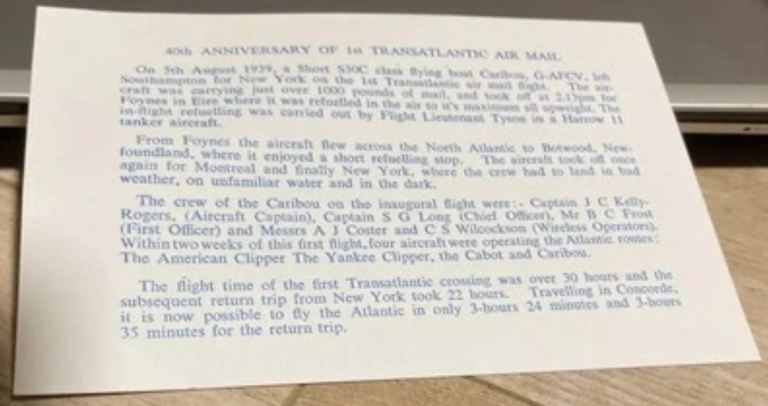 40th ANNIVERSARY OF 1st TRANSATLANTIC AIR MAIL
On 5th August 1939, a Short S30C class flying boat Caribou, G-AFCV, left
Southampton for New York on the 1st Transatlantic air mail flight. The air-
craft was carrying just over 1000 pounds of mail, and took off at 2.15pm for
Foynes in Eire where it was refuelled in the air to it's maximum all upweight. The
in-flight refuelling was carried out by Flight Lieutenant Tyson in a Harrow 11
tanker aircraft.
From Foynes the aircraft flew across the North Atlantic to Botwood, New-
foundland, where it enjoyed a short refuelling stop. The aircraft took off once
again for Montreal and finally New York, where the crew had to land in bad
weather, on unfamiliar water and in the dark.
The crew of the Caribou on the inaugural flight were:- Captain J C Kelly-
Rogers, (Aircraft Captain), Captain S G Long (Chief Officer), Mr B C Frost
(First Officer) and Messrs A J Coster and C S Wilcockson (Wireless Operators).
Within two weeks of this first flight, four aircraft were operating the Atlantic routes:
The American Clipper The Yankee Clipper, the Cabot and Caribou.
The flight time of the first Transatlantic crossing was over 30 hours and the
subsequent return trip from New York took 22 hours. Travelling in Concorde,
it is now possible to fly the Atlantic in only 3-hours 24 minutes and 3-hours
35 minutes for the return trip.